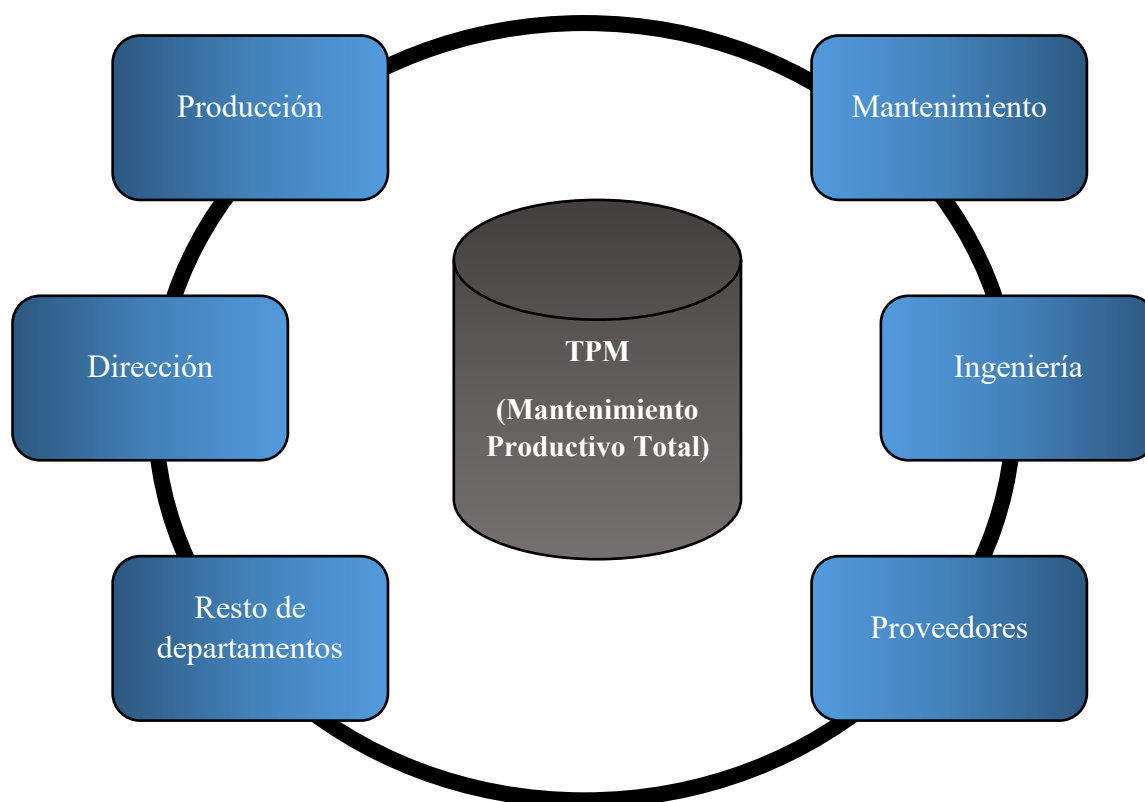 Producción
Mantenimiento
Dirección
TPM
(Mantenimiento
Productivo Total)
Ingeniería
Resto de
departamentos
Proveedores